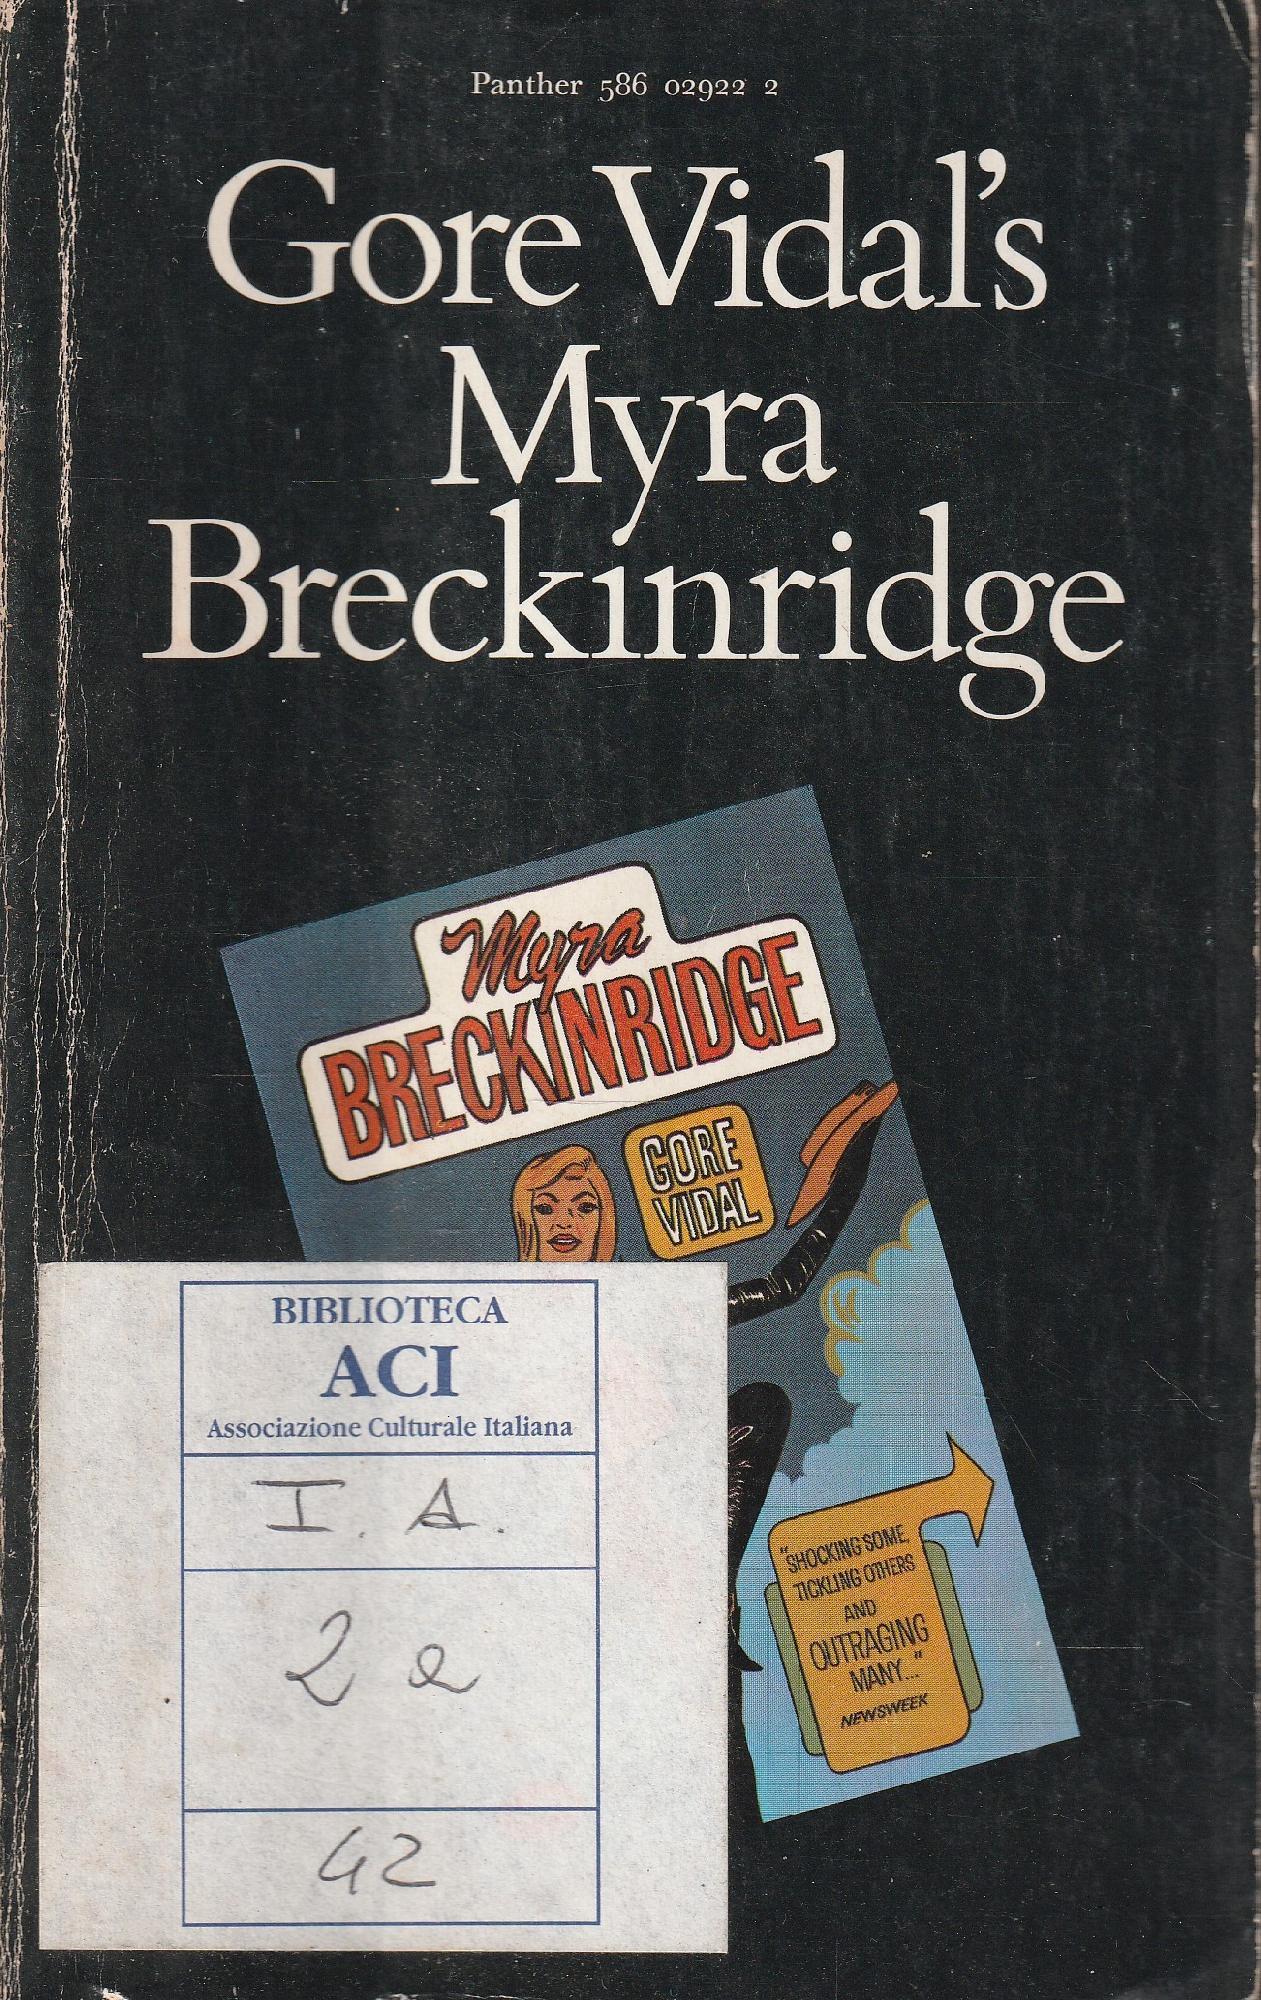 Panther 586 02922 2
Gore Vidal's
Myra
Breckinridge
Myra
BRECKINRIDGE
GORE
VIDAL
BIBLIOTECA
ACI
Associazione Culturale Italiana
I. A.
2 a
42
"SHOCKING SOME,
TICKLING OTHERS
AND
OUTRAGING
MANY..."
NEWSWEEK